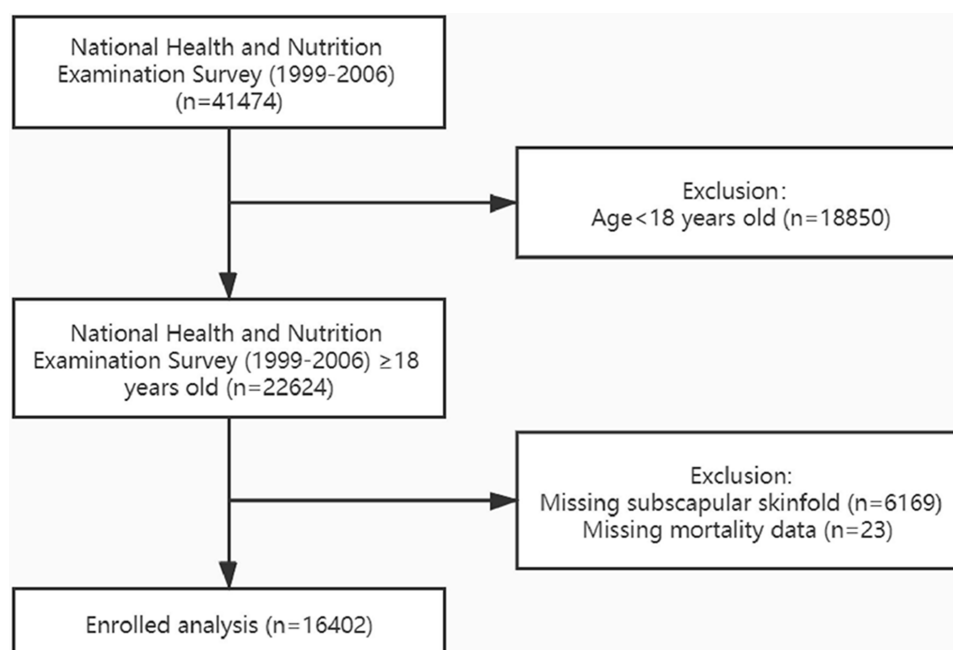 National Health and Nutrition
Examination Survey (1999-2006)
(n=41474)
Exclusion:
Age<18 years old (n=18850)
National Health and Nutrition
Examination Survey (1999-2006) ≥18
years old (n=22624)
Exclusion:
Missing subscapular skinfold (n=6169)
Missing mortality data (n=23)
Enrolled analysis (n=16402)